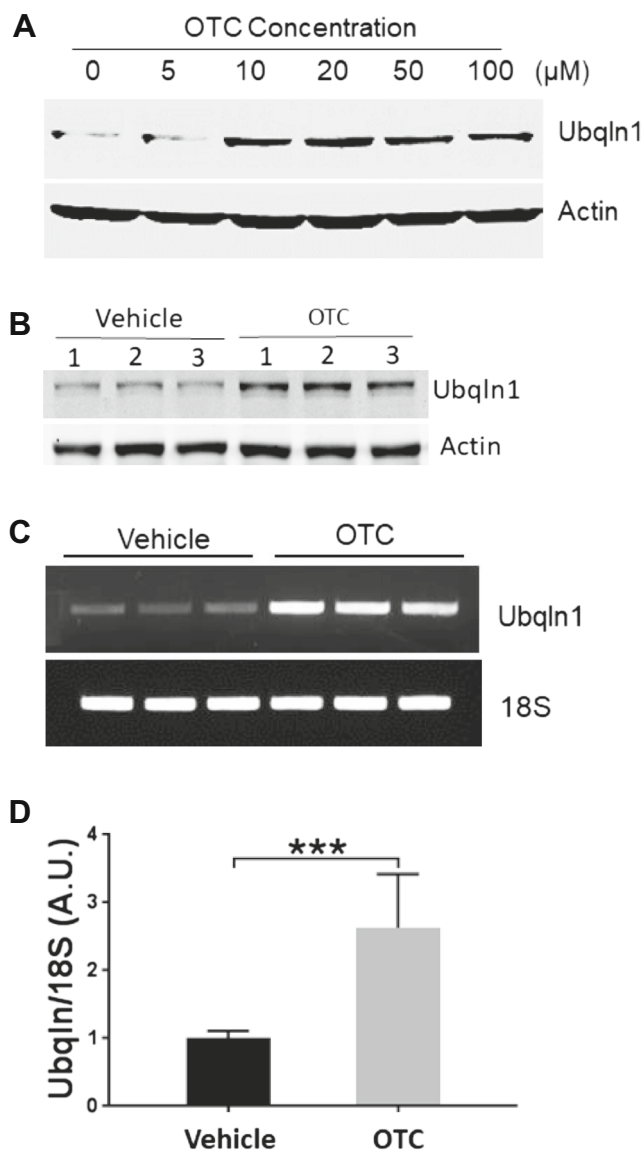 A
OTC Concentration
0 5 10 20 50 100 (µM)
Ubqln1
Actin
B
Vehicle OTC
1 2 3 1 2 3
Ubqln1
Actin
C
Vehicle OTC
Ubqln1
18S
D
Ubqln/18S (A.U.)
4
***
3
2
1
0
Vehicle OTC